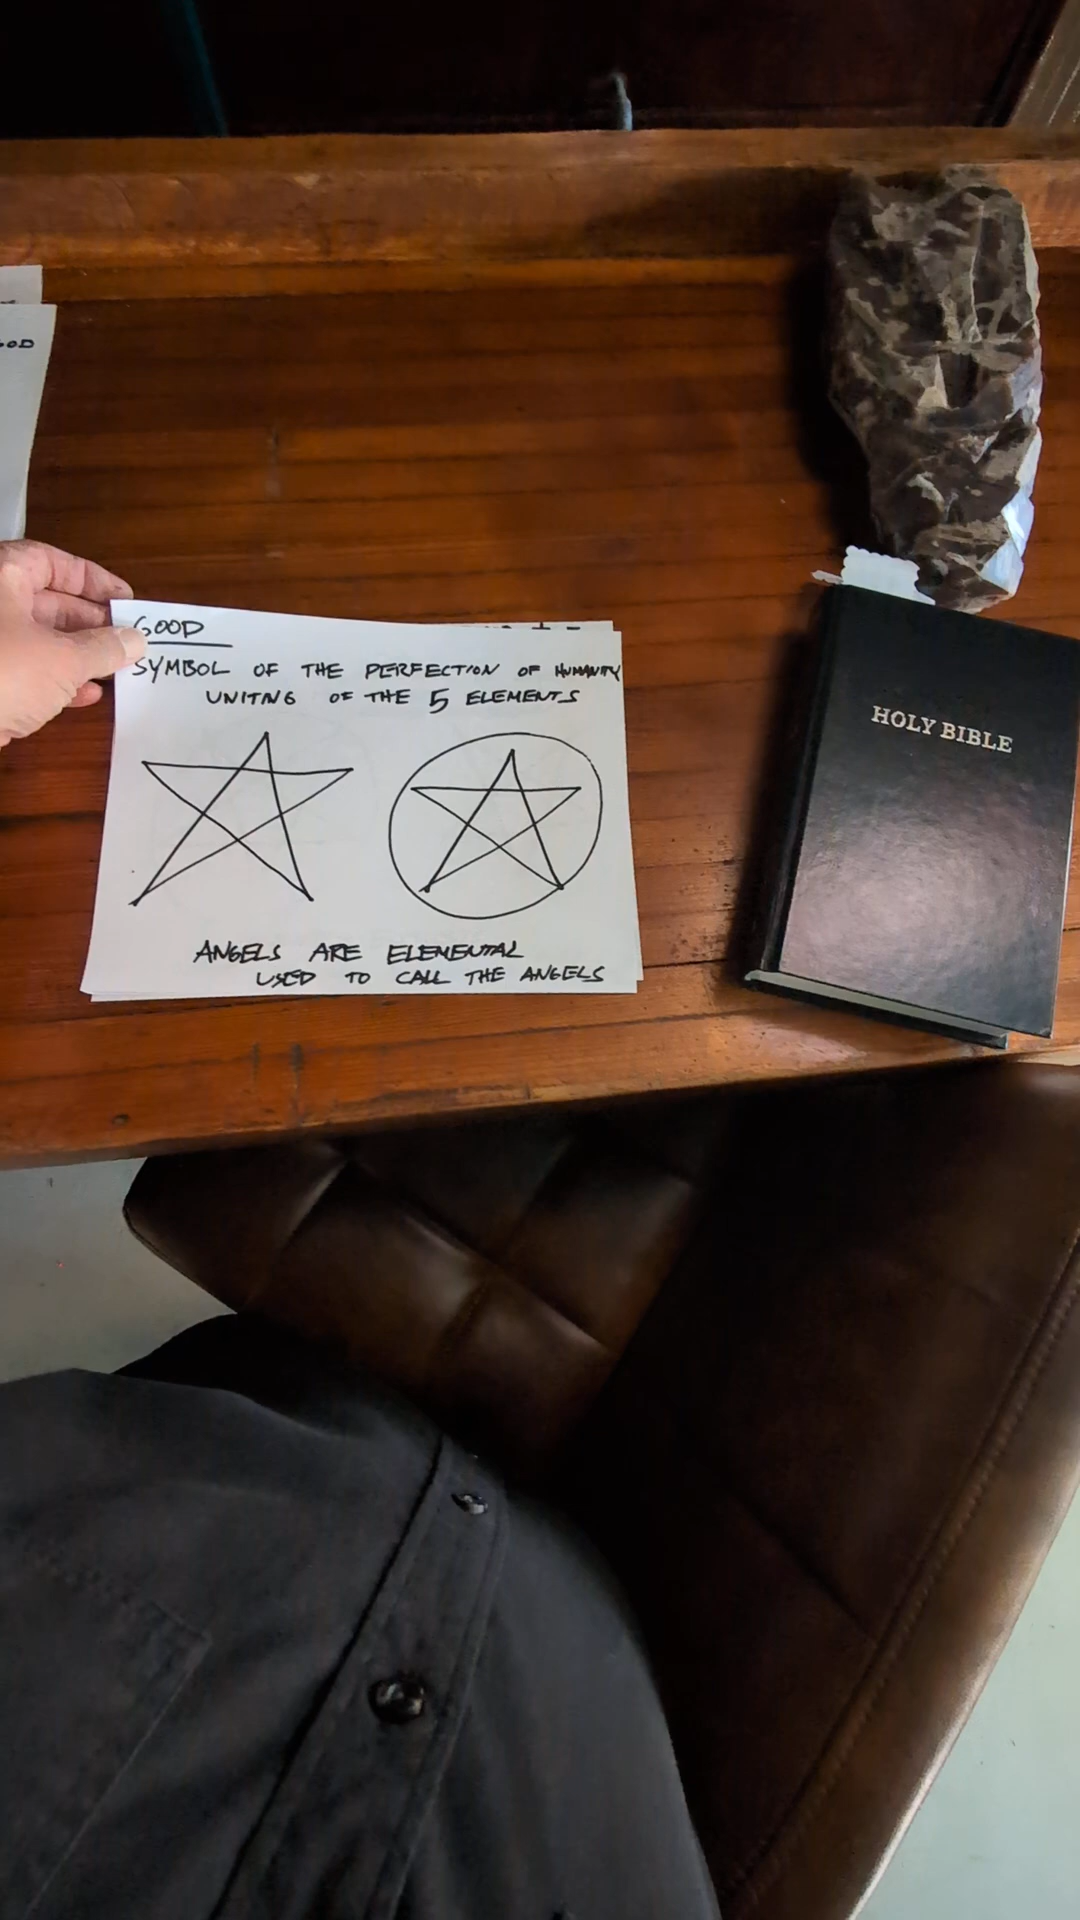 GOOD
SYMBOL OF THE PERFECTION OF HUMANITY
UNITING OF THE 5 ELEMENTS
ANGELS ARE ELEMENTAL
USED TO CALL THE ANGELS
HOLY BIBLE